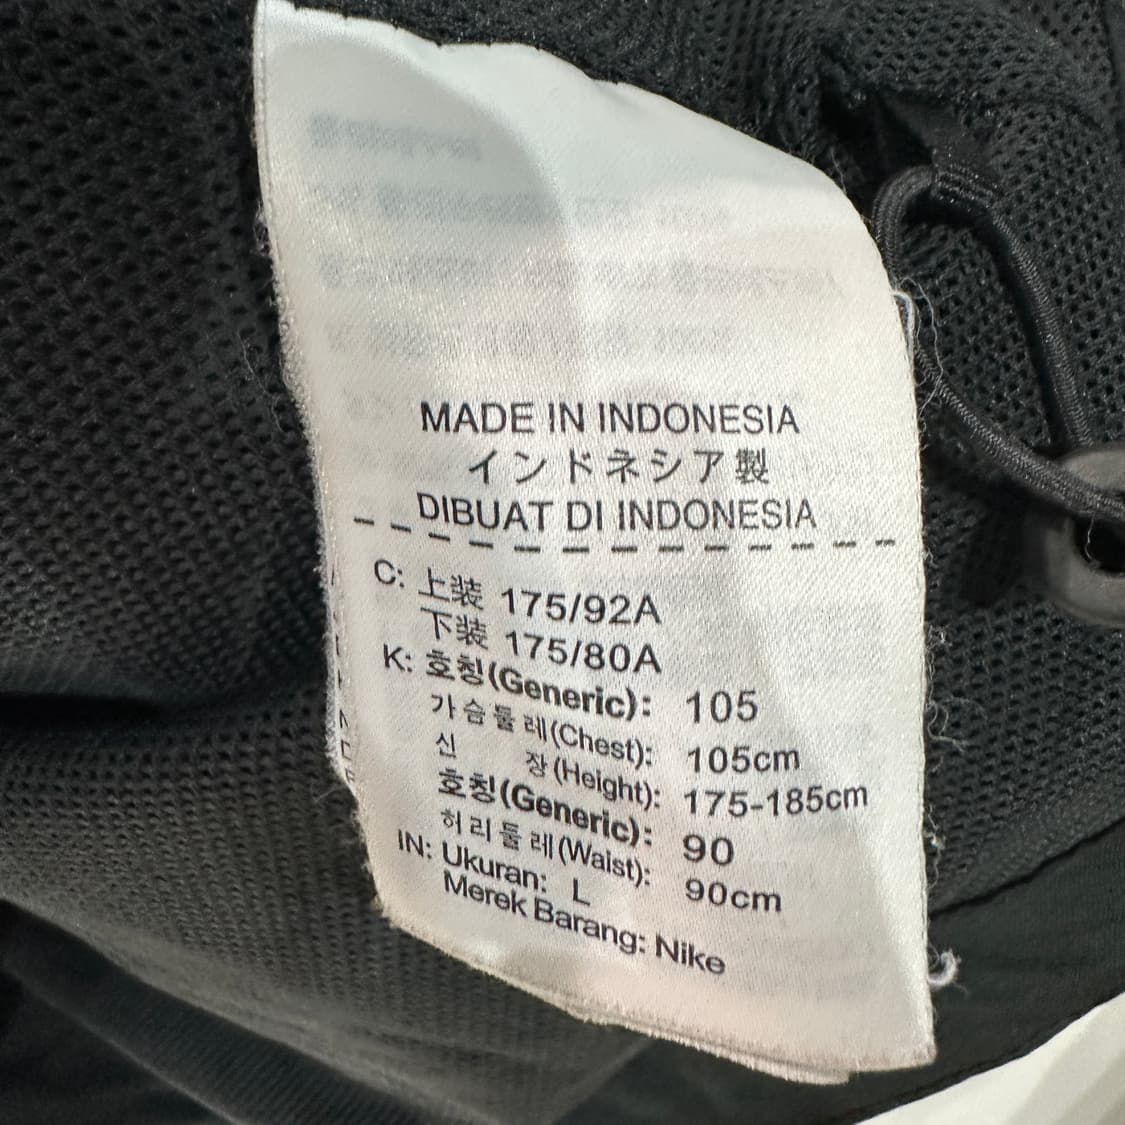 MADE IN INDONESIA
インドネシア製
DIBUAT DI INDONESIA
C: 上装 175/92A
下装 175/80A
K: 호칭(Generic): 105
가슴둘레(Chest): 105cm
신 장(Height): 175-185cm
호칭(Generic): 90
허리둘레(Waist): 90cm
IN: Ukuran: L
Merek Barang: Nike